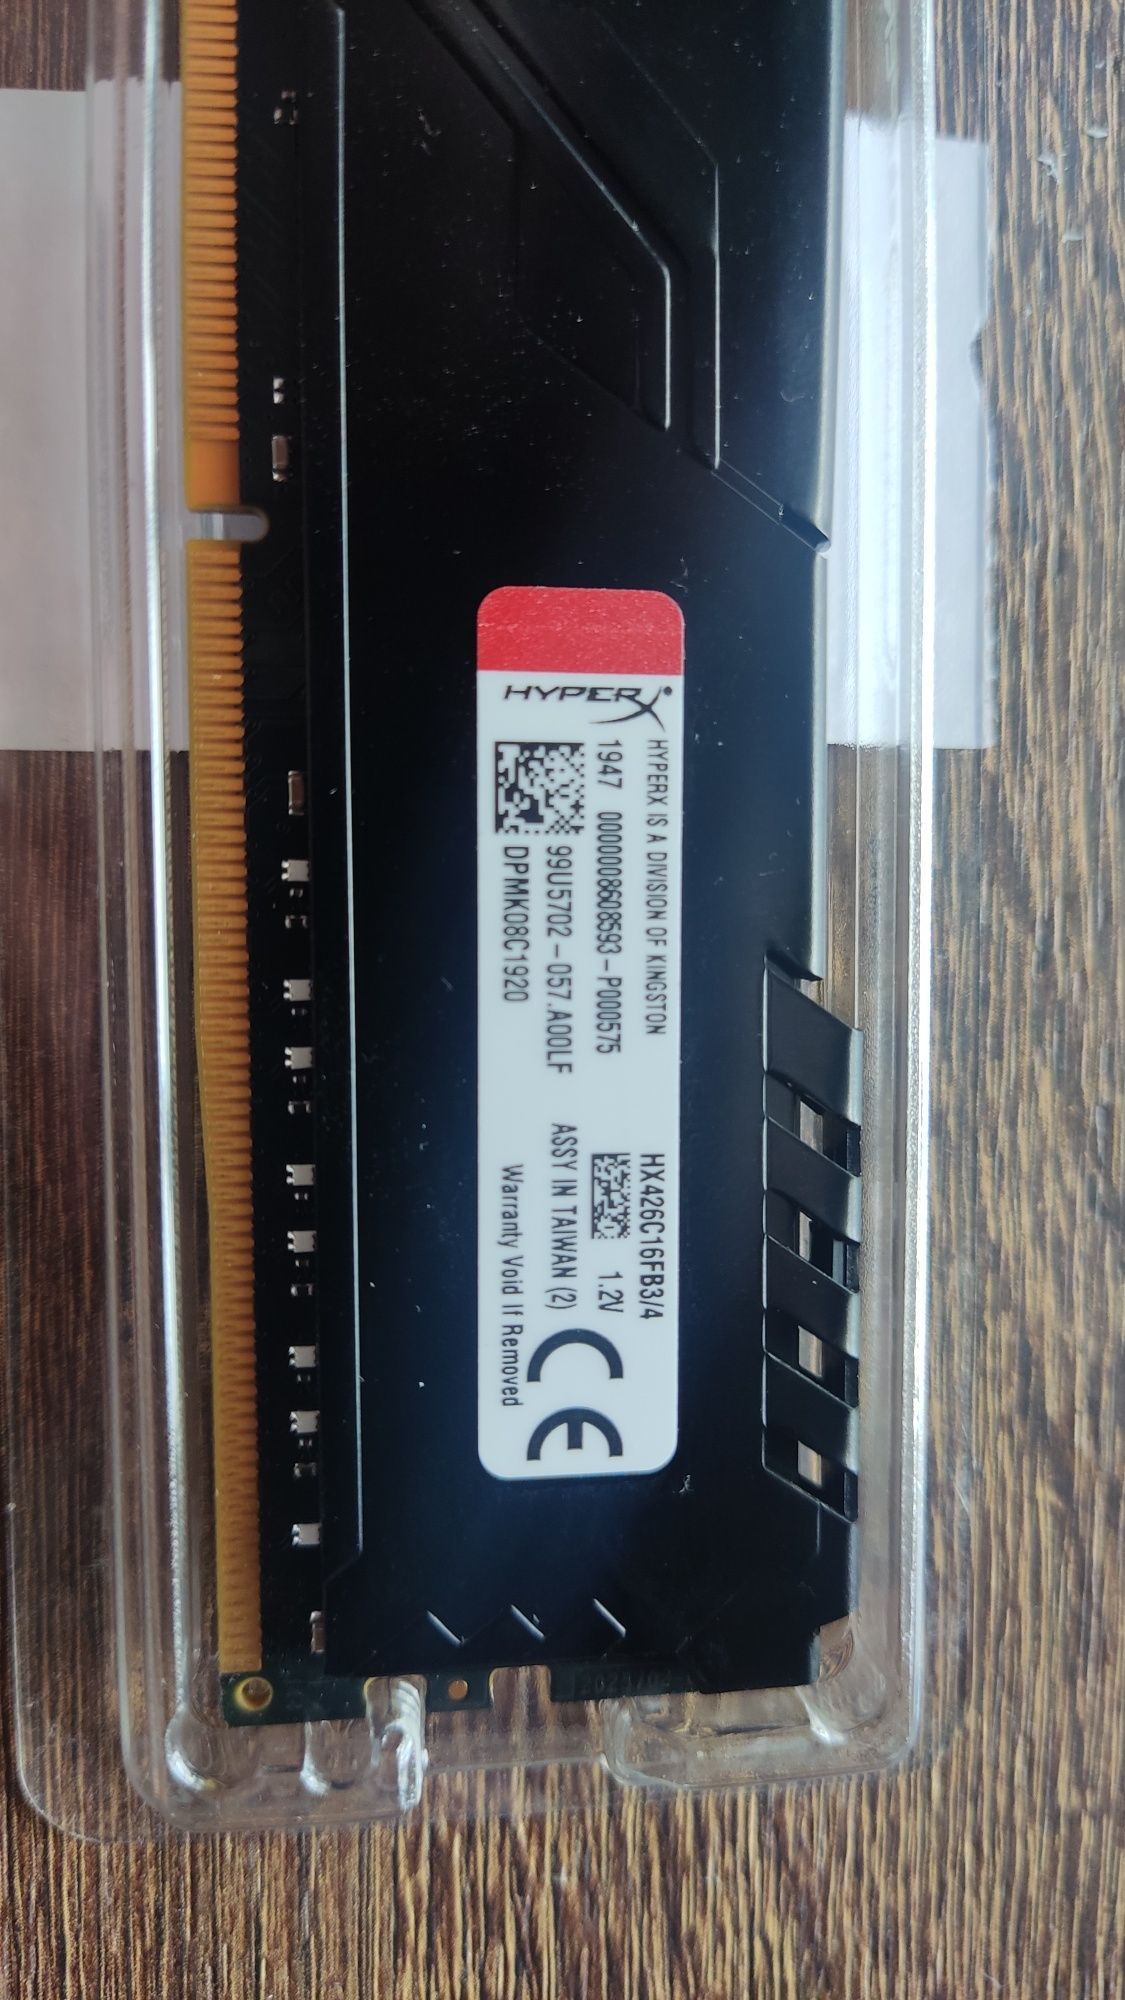 HYPERX
HYPERX IS A DIVISION OF KINGSTON
1947 0000008608593-P000575
99U5702-057.A00LF
DPMK08C1920
HX426C16FB3/4
1.2V
ASSY IN TAIWAN (2)
Warranty Void If Removed
CE